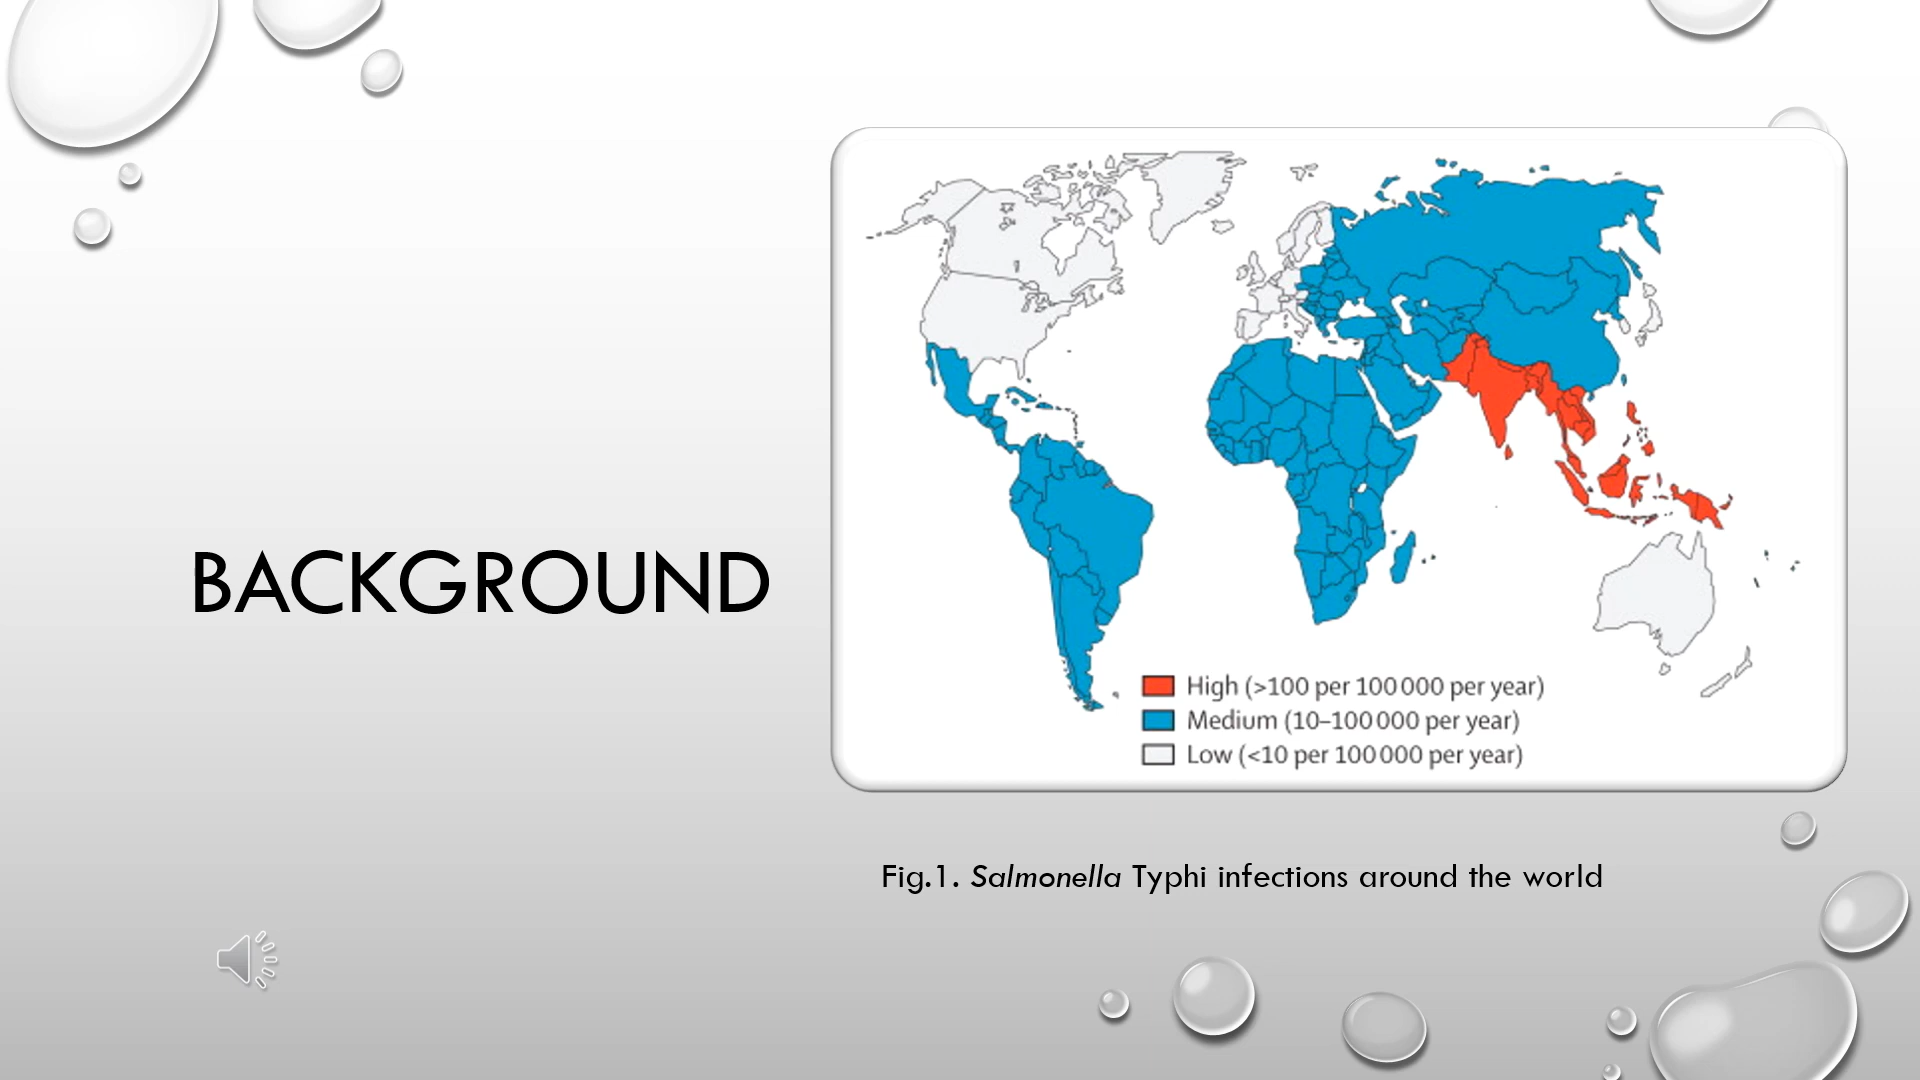 BACKGROUND
High (>100 per 100 000 per year)
Medium (10–100 000 per year)
Low (<10 per 100 000 per year)
Fig.1. Salmonella Typhi infections around the world